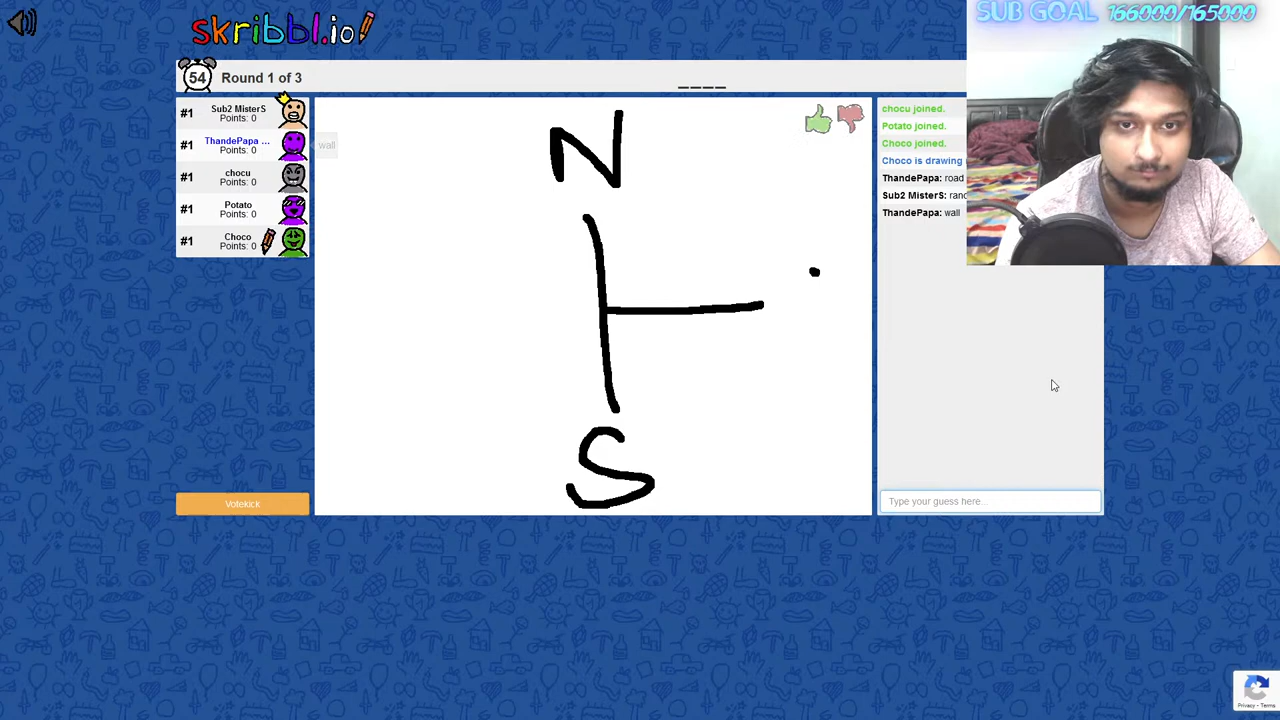 SUB GOAL 166000/165000
skribbl.io
54 Round 1 of 3 ____
#1 Sub2 MisterS
Points: 0
#1 ThandePapa ...
Points: 0
wall
#1 chocu
Points: 0
#1 Potato
Points: 0
#1 Choco
Points: 0
Votekick
N
S
chocu joined.
Potato joined.
Choco joined.
Choco is drawing
ThandePapa: road
Sub2 MisterS:
ThandePapa: wall
Type your guess here...
Privacy - Terms